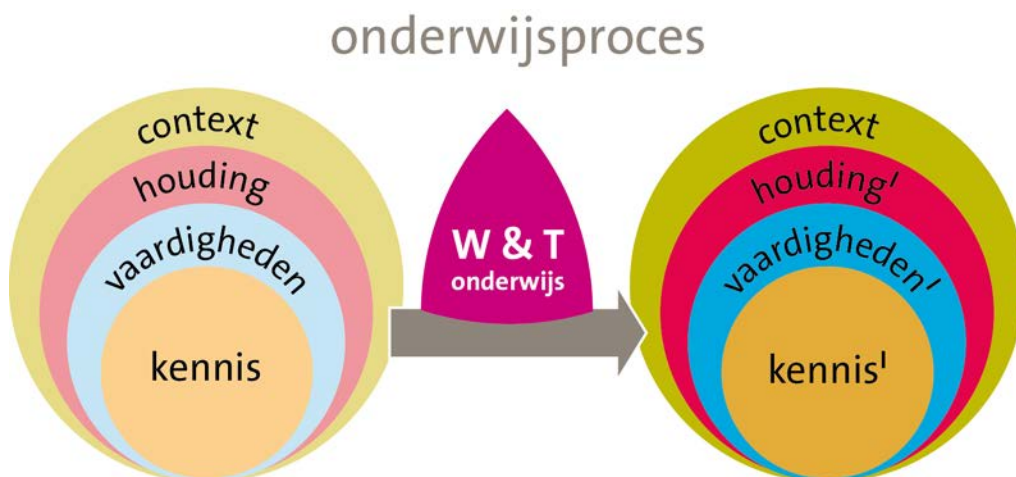 onderwijsproces
context
houding
vaardigheden
kennis
W & T
onderwijs
context
houding'
vaardigheden'
kennis'